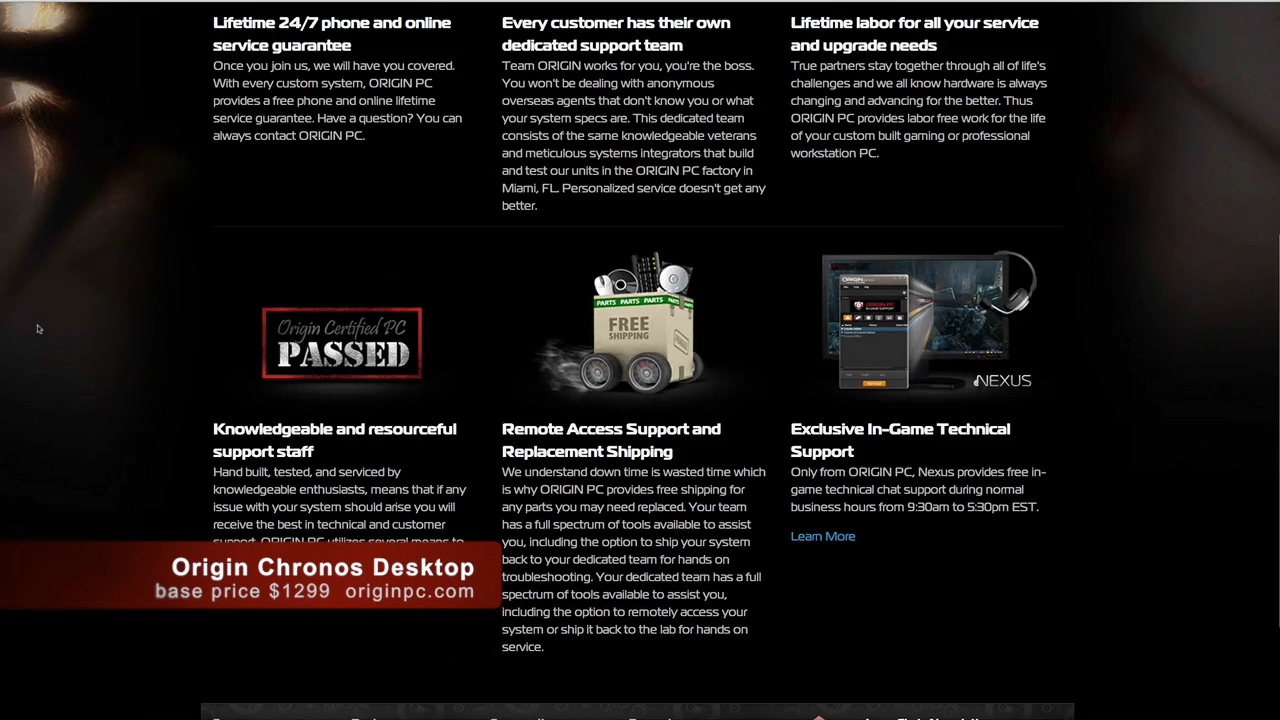 Lifetime 24/7 phone and online
service guarantee
Once you join us, we will have you covered.
With every custom system, ORIGIN PC
provides a free phone and online lifetime
service guarantee. Have a question? You can
always contact ORIGIN PC.
Every customer has their own
dedicated support team
Team ORIGIN works for you, you're the boss.
You won't be dealing with anonymous
overseas agents that don't know you or what
your system specs are. This dedicated team
consists of the same knowledgeable veterans
and meticulous systems integrators that build
and test our units in the ORIGIN PC factory in
Miami, FL. Personalized service doesn't get any
better.
Lifetime labor for all your service
and upgrade needs
True partners stay together through all of life's
challenges and we all know hardware is always
changing and advancing for the better. Thus
ORIGIN PC provides labor free work for the life
of your custom built gaming or professional
workstation PC.
Origin Certified PC
PASSED
PARTS PARTS PARTS
FREE
SHIPPING
ORIGIN
NEXUS
Knowledgeable and resourceful
support staff
Hand built, tested, and serviced by
knowledgeable enthusiasts, means that if any
issue with your system should arise you will
receive the best in technical and customer
support. ORIGIN PC utilizes several means to
Remote Access Support and
Replacement Shipping
We understand down time is wasted time which
is why ORIGIN PC provides free shipping for
any parts you may need replaced. Your team
has a full spectrum of tools available to assist
you, including the option to ship your system
back to your dedicated team for hands on
troubleshooting. Your dedicated team has a full
spectrum of tools available to assist you,
including the option to remotely access your
system or ship it back to the lab for hands on
service.
Exclusive In-Game Technical
Support
Only from ORIGIN PC, Nexus provides free in-
game technical chat support during normal
business hours from 9:30am to 5:30pm EST.
Learn More
Origin Chronos Desktop
base price $1299 originpc.com